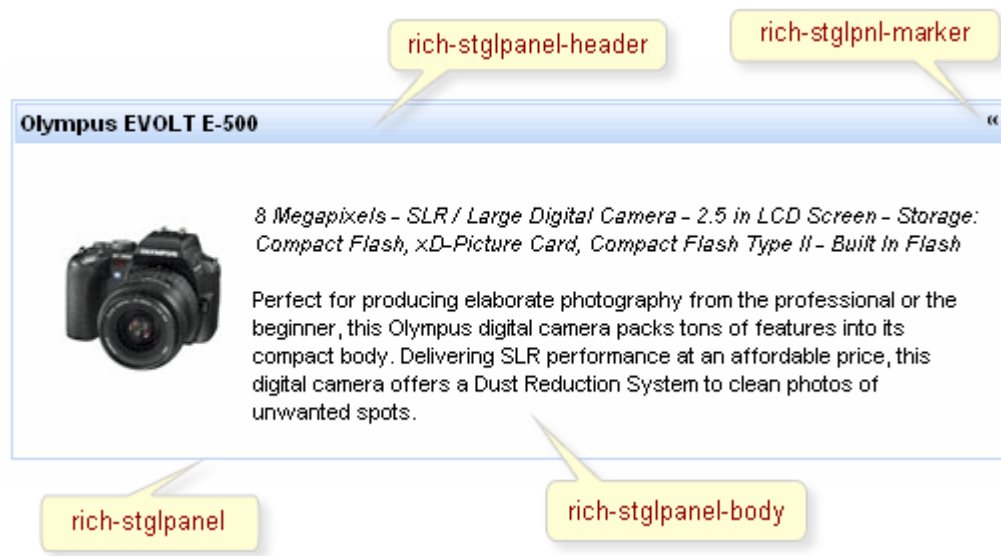 rich-stglpanel-header
rich-stglpnl-marker
Olympus EVOLT E-500 «
8 Megapixels - SLR / Large Digital Camera - 2.5 in LCD Screen - Storage:
Compact Flash, xD-Picture Card, Compact Flash Type II - Built In Flash
OLYMPUS
Perfect for producing elaborate photography from the professional or the
beginner, this Olympus digital camera packs tons of features into its
compact body. Delivering SLR performance at an affordable price, this
digital camera offers a Dust Reduction System to clean photos of
unwanted spots.
rich-stglpanel
rich-stglpanel-body